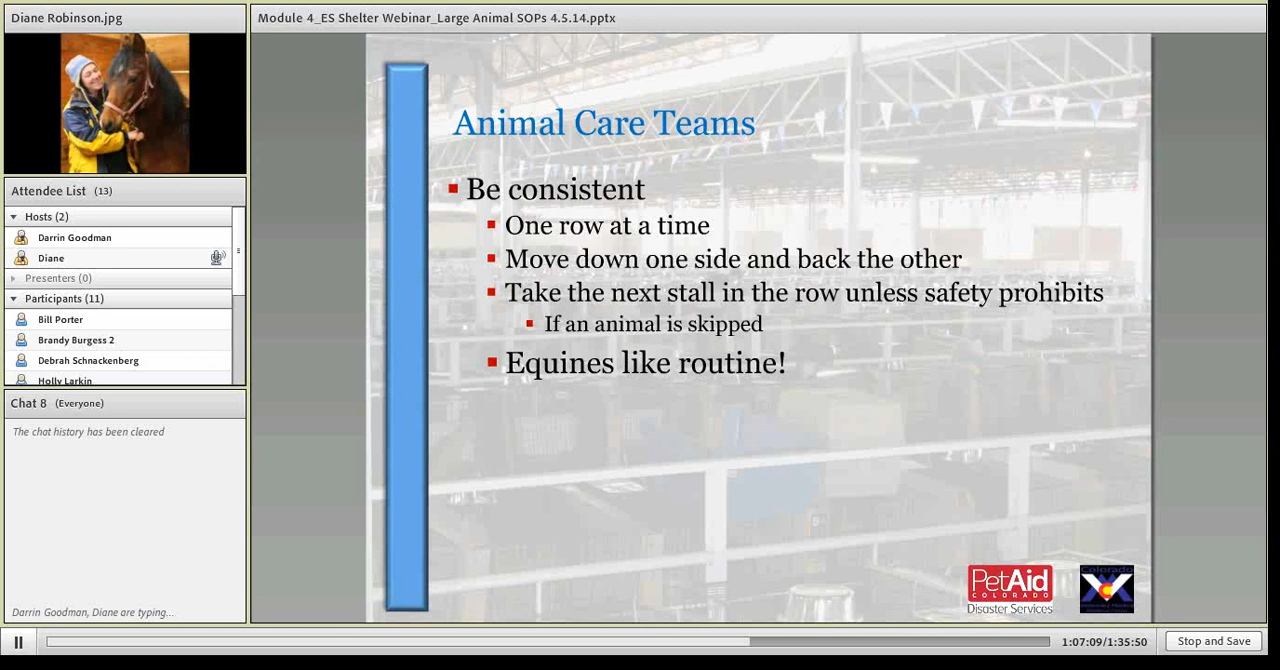 Diane Robinson.jpg
Module 4_ES Shelter Webinar_Large Animal SOPs 4.5.14.pptx
Attendee List (13)
Hosts (2)
Darrin Goodman
Diane
Presenters (0)
Participants (11)
Bill Porter
Brandy Burgess 2
Debrah Schnackenberg
Holly Larkin
Chat 8 (Everyone)
The chat history has been cleared
Darrin Goodman, Diane are typing...
Animal Care Teams
Be consistent
One row at a time
Move down one side and back the other
Take the next stall in the row unless safety prohibits
If an animal is skipped
Equines like routine!
PetAid
COLORADO
Disaster Services
Colorado
1:07:09/1:35:50
Stop and Save